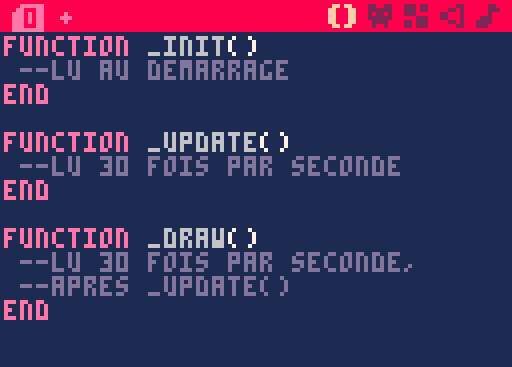 0 +
FUNCTION _INIT()
 --LU AU DEMARRAGE
END

FUNCTION _UPDATE()
 --LU 30 FOIS PAR SECONDE
END

FUNCTION _DRAW()
 --LU 30 FOIS PAR SECONDE,
 --APRES _UPDATE()
END